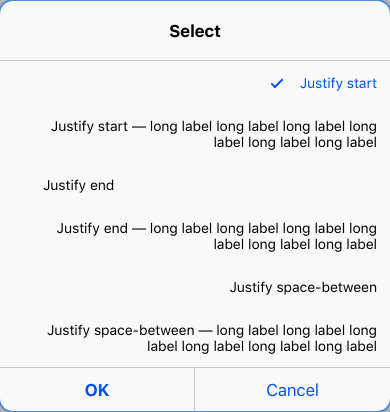 Select
Justify start
Justify start — long label long label long label long
label long label long label
Justify end
Justify end — long label long label long label long
label long label long label
Justify space-between
Justify space-between — long label long label long
label long label long label long label
OK
Cancel